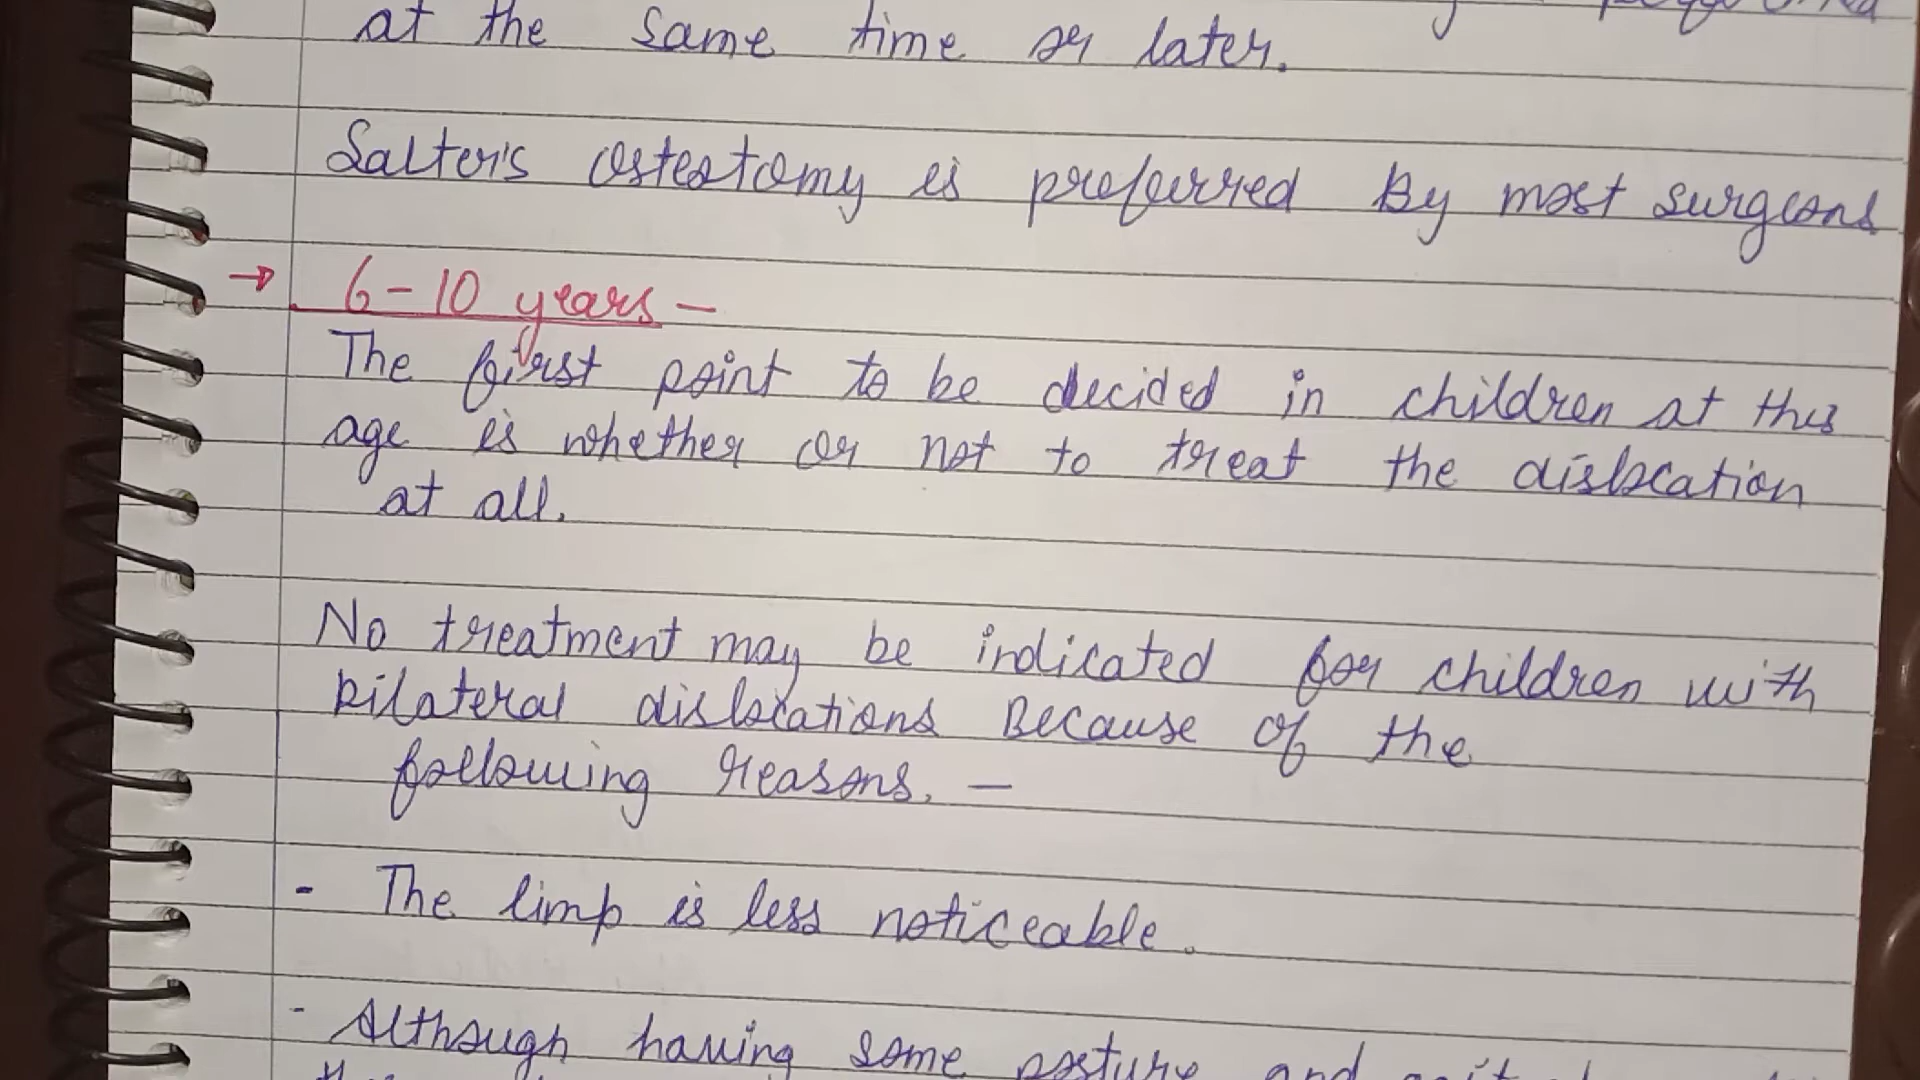 at the same time or later.
Salter's osteotomy is preferred By most surgeons
→ 6-10 years -
The first point to be decided in children at this
age is whether or not to treat the dislocation
at all.
No treatment may be indicated for children with
bilateral dislocations Because of the
following reasons. -
- The limp is less noticeable.
- Although having some posture and